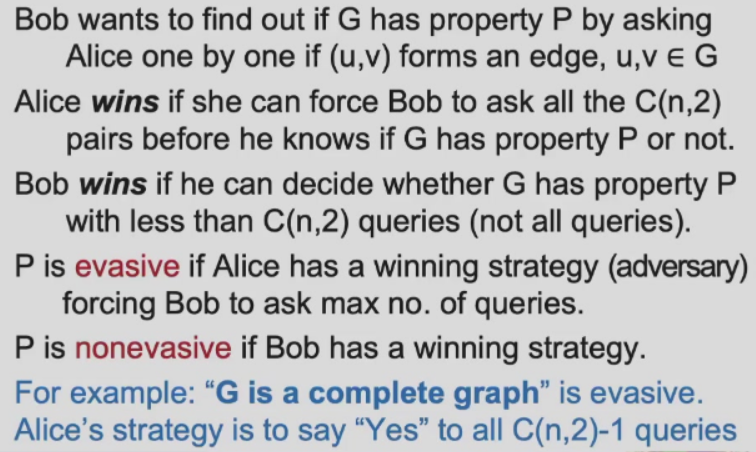 Bob wants to find out if G has property P by asking
Alice one by one if (u,v) forms an edge, u,v ∈ G
Alice wins if she can force Bob to ask all the C(n,2)
pairs before he knows if G has property P or not.
Bob wins if he can decide whether G has property P
with less than C(n,2) queries (not all queries).
P is evasive if Alice has a winning strategy (adversary)
forcing Bob to ask max no. of queries.
P is nonevasive if Bob has a winning strategy.
For example: “G is a complete graph” is evasive.
Alice’s strategy is to say “Yes” to all C(n,2)-1 queries